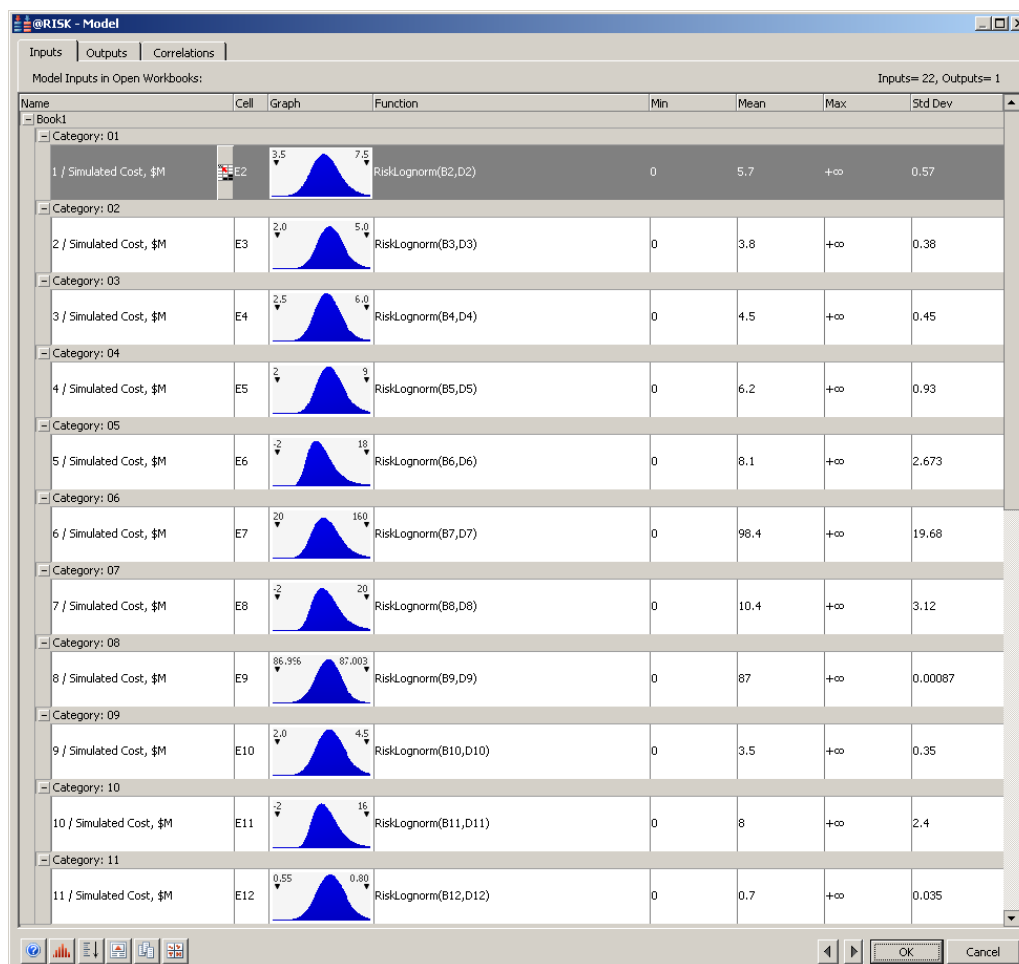 @RISK - Model
Inputs Outputs Correlations
Model Inputs in Open Workbooks: Inputs= 22, Outputs= 1
Name Cell Graph Function Min Mean Max Std Dev
Book1
Category: 01
3.5 7.5
1 / Simulated Cost, $M E2 RiskLognorm(B2,D2) 0 5.7 +∞ 0.57
Category: 02
2.0 5.0
2 / Simulated Cost, $M E3 RiskLognorm(B3,D3) 0 3.8 +∞ 0.38
Category: 03
2.5 6.0
3 / Simulated Cost, $M E4 RiskLognorm(B4,D4) 0 4.5 +∞ 0.45
Category: 04
2 9
4 / Simulated Cost, $M E5 RiskLognorm(B5,D5) 0 6.2 +∞ 0.93
Category: 05
-2 18
5 / Simulated Cost, $M E6 RiskLognorm(B6,D6) 0 8.1 +∞ 2.673
Category: 06
20 160
6 / Simulated Cost, $M E7 RiskLognorm(B7,D7) 0 98.4 +∞ 19.68
Category: 07
-2 20
7 / Simulated Cost, $M E8 RiskLognorm(B8,D8) 0 10.4 +∞ 3.12
Category: 08
86.996 87.003
8 / Simulated Cost, $M E9 RiskLognorm(B9,D9) 0 87 +∞ 0.00087
Category: 09
2.0 4.5
9 / Simulated Cost, $M E10 RiskLognorm(B10,D10) 0 3.5 +∞ 0.35
Category: 10
-2 16
10 / Simulated Cost, $M E11 RiskLognorm(B11,D11) 0 8 +∞ 2.4
Category: 11
0.55 0.80
11 / Simulated Cost, $M E12 RiskLognorm(B12,D12) 0 0.7 +∞ 0.035
OK Cancel